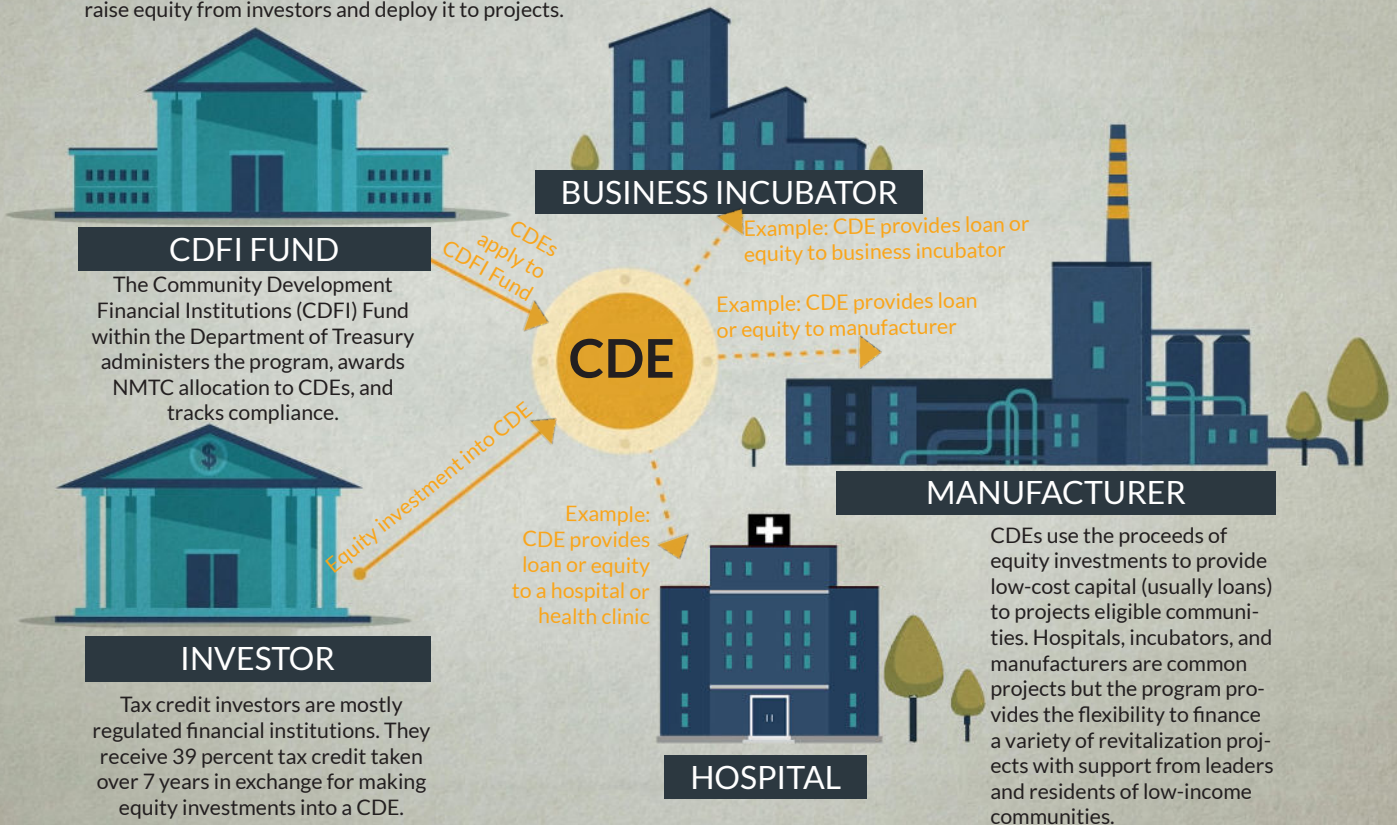 raise equity from investors and deploy it to projects.
CDFI FUND
The Community Development
Financial Institutions (CDFI) Fund
within the Department of Treasury
administers the program, awards
NMTC allocation to CDEs, and
tracks compliance.
CDEs
apply to
CDFI Fund
BUSINESS INCUBATOR
Example: CDE provides loan or
equity to business incubator
Example: CDE provides loan
or equity to manufacturer
CDE
Equity investment into CDE
$
INVESTOR
Tax credit investors are mostly
regulated financial institutions. They
receive 39 percent tax credit taken
over 7 years in exchange for making
equity investments into a CDE.
Example:
CDE provides
loan or equity
to a hospital or
health clinic
HOSPITAL
MANUFACTURER
CDEs use the proceeds of
equity investments to provide
low-cost capital (usually loans)
to projects eligible communi-
ties. Hospitals, incubators, and
manufacturers are common
projects but the program pro-
vides the flexibility to finance
a variety of revitalization proj-
ects with support from leaders
and residents of low-income
communities.